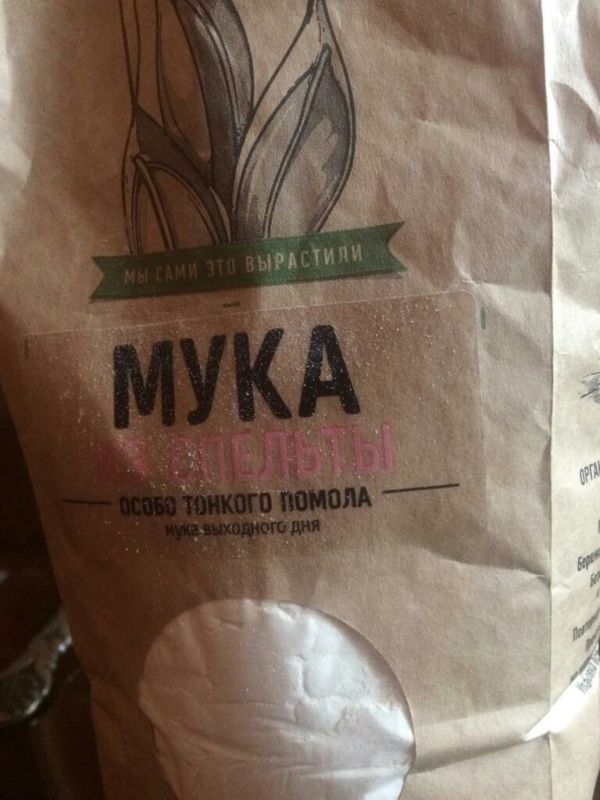 МЫ САМИ ЭТО ВЫРАСТИЛИ
МУКА
ИЗ СПЕЛЬТЫ
ОСОБО ТОНКОГО ПОМОЛА
мука выходного дня